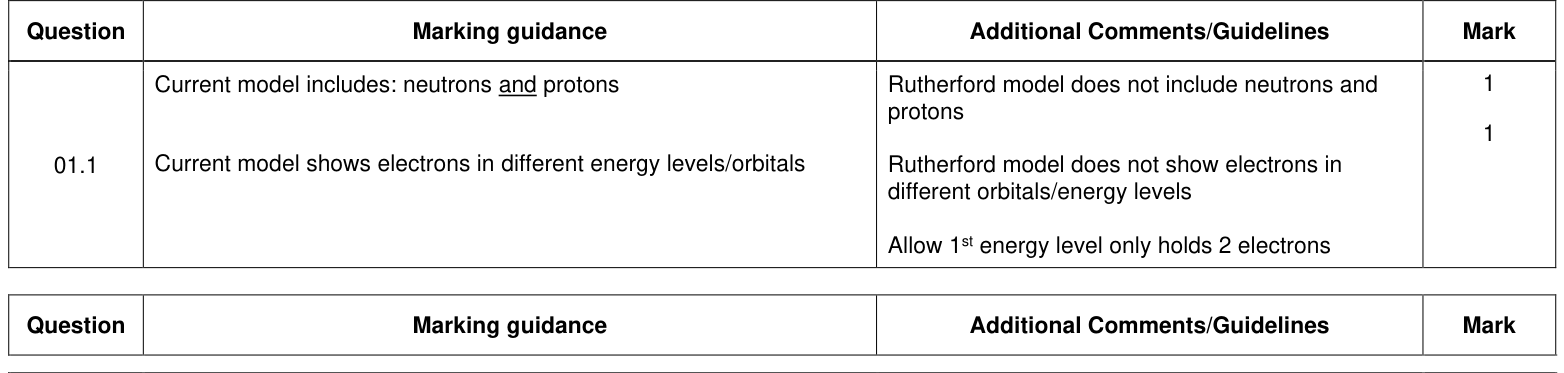 Question Marking guidance Additional Comments/Guidelines Mark
01.1
Current model includes: neutrons and protons
Current model shows electrons in different energy levels/orbitals
Rutherford model does not include neutrons and
protons
Rutherford model does not show electrons in
different orbitals/energy levels
Allow 1st energy level only holds 2 electrons
1
1
Question Marking guidance Additional Comments/Guidelines Mark